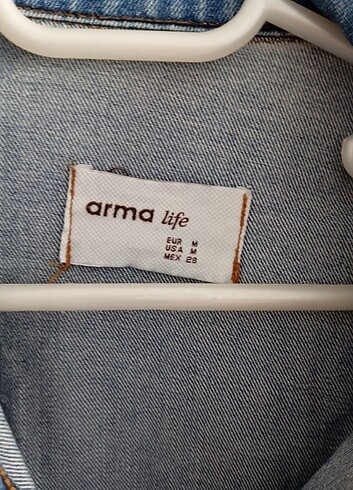 arma life
EUR M
USA M
MEX 28